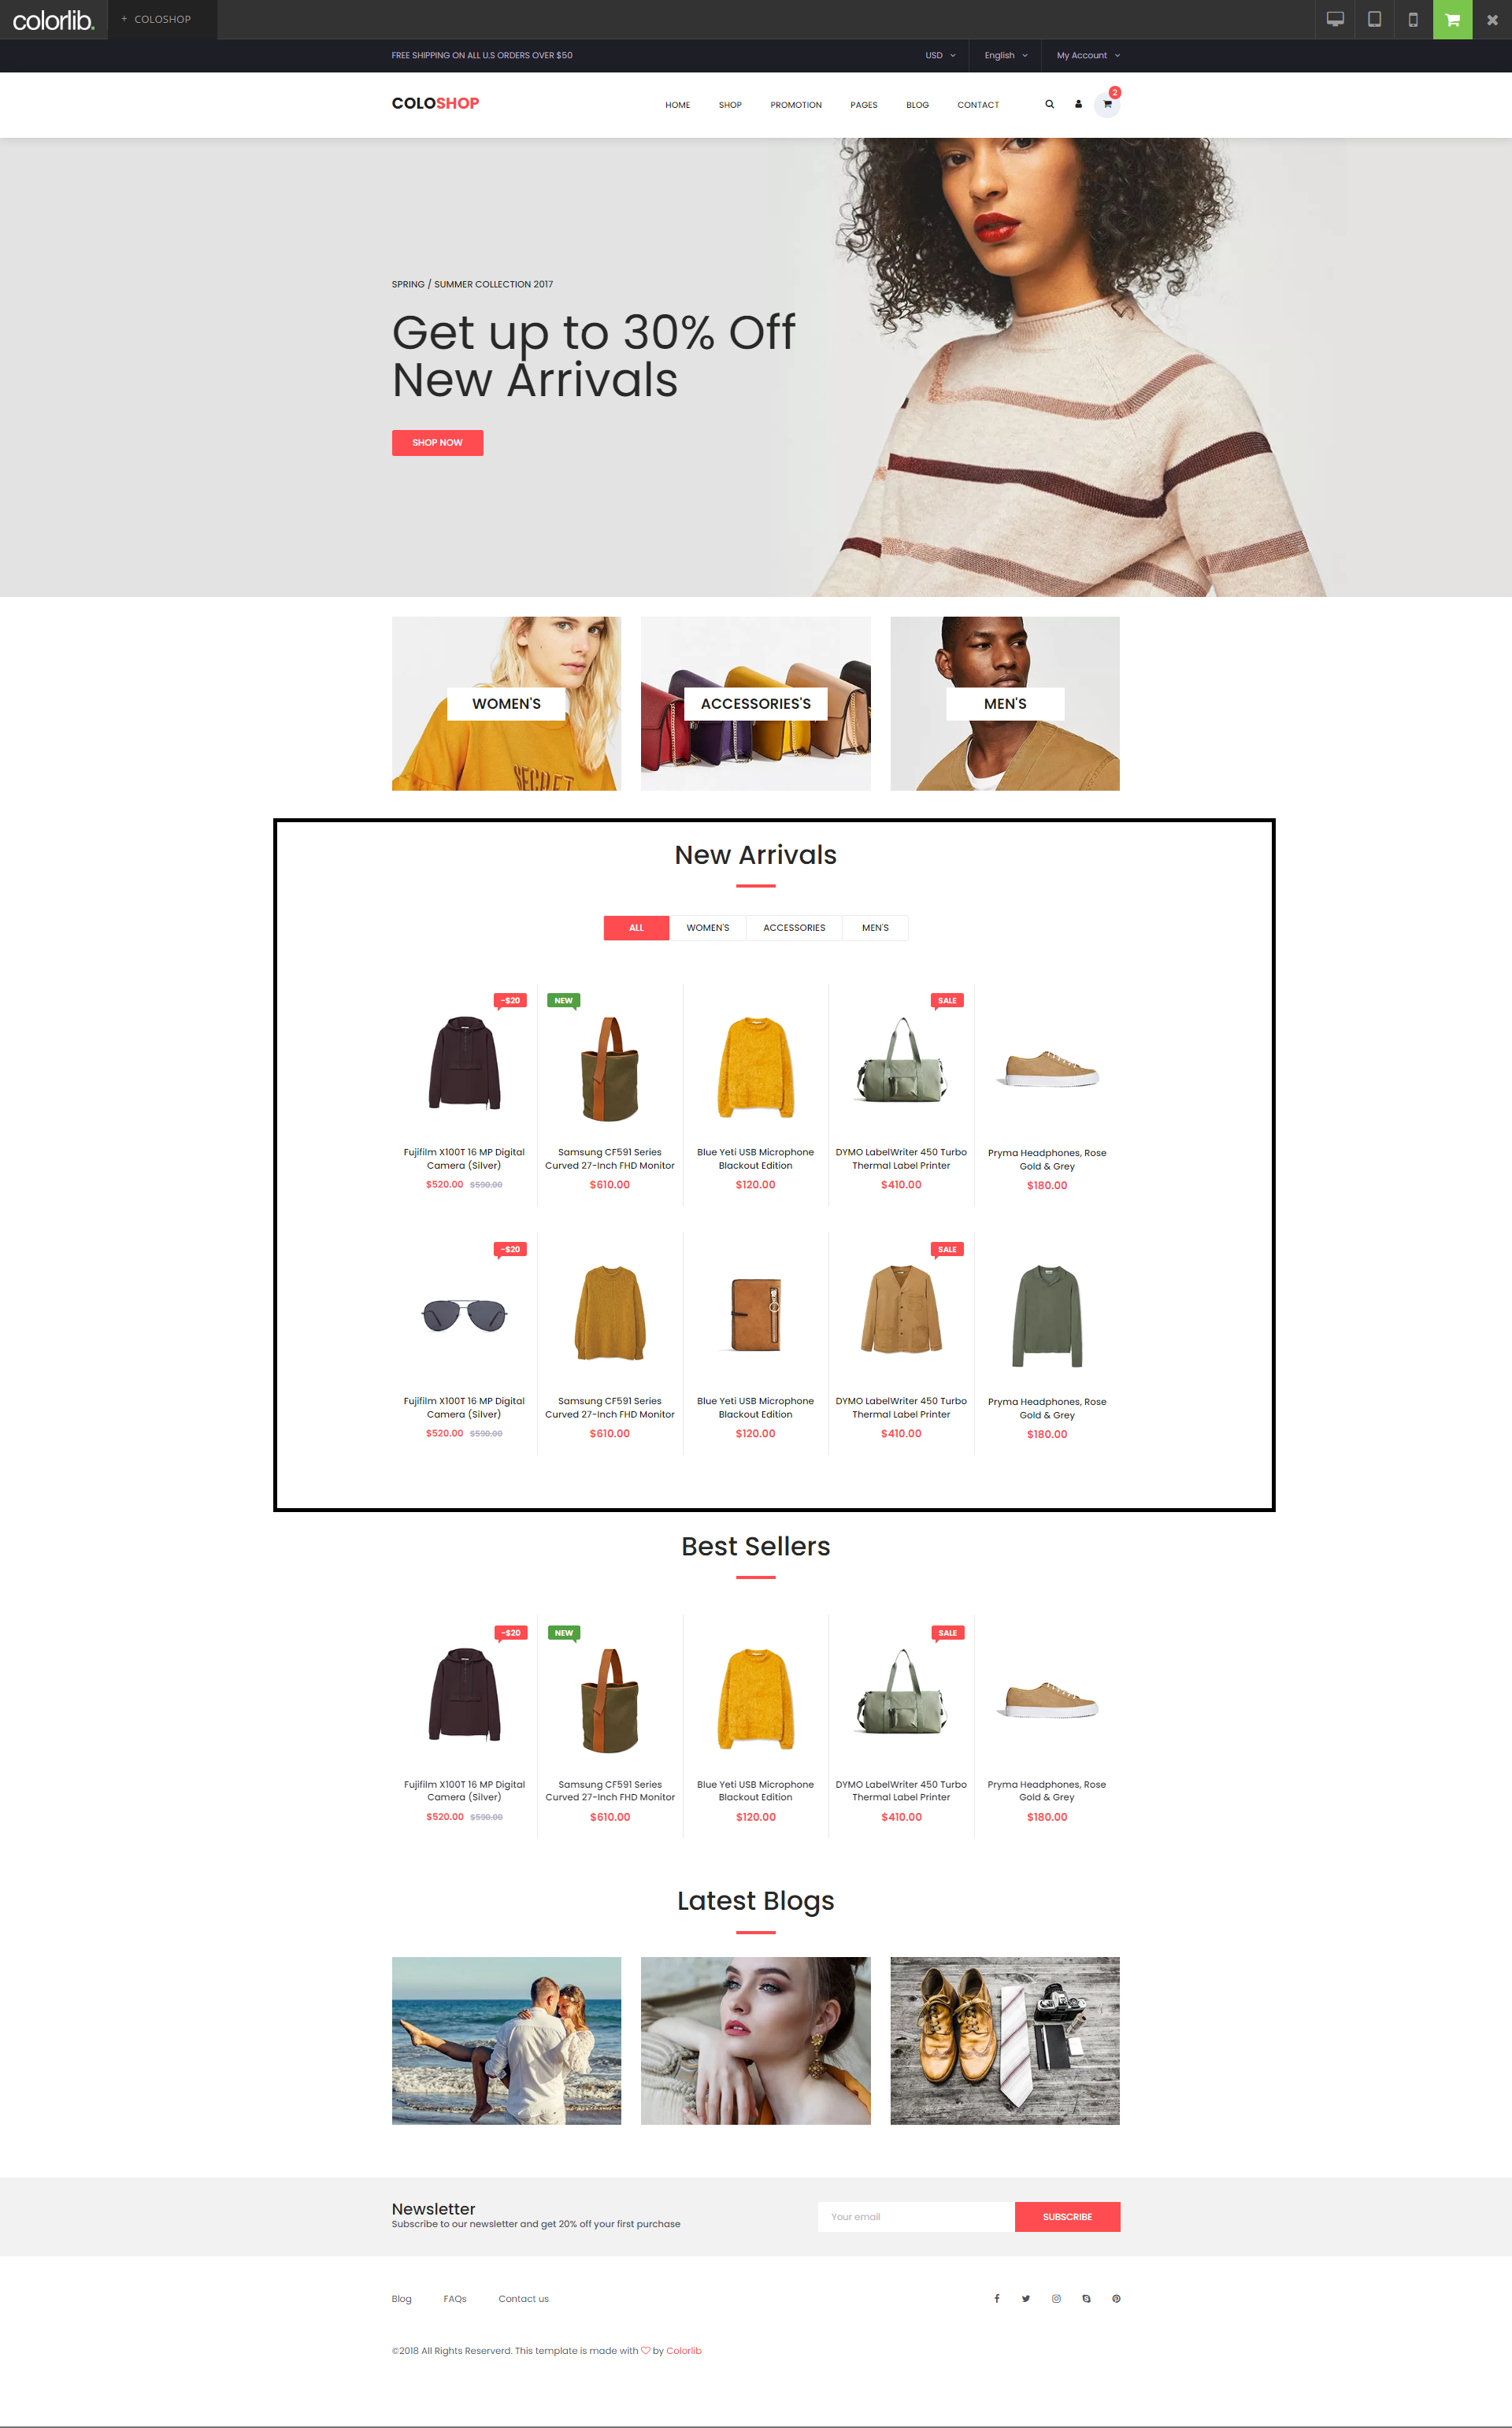 colorlib.
+ COLOSHOP
FREE SHIPPING ON ALL U.S ORDERS OVER $50
USD
English
My Account
COLOSHOP
HOME
SHOP
PROMOTION
PAGES
BLOG
CONTACT
2
SPRING / SUMMER COLLECTION 2017
Get up to 30% Off
New Arrivals
SHOP NOW
WOMEN'S
ACCESSORIES'S
MEN'S
SECRET
New Arrivals
ALL
WOMEN'S
ACCESSORIES
MEN'S
-$20
NEW
SALE
Fujifilm X100T 16 MP Digital
Camera (Silver)
$520.00 $590.00
Samsung CF591 Series
Curved 27-Inch FHD Monitor
$610.00
Blue Yeti USB Microphone
Blackout Edition
$120.00
DYMO LabelWriter 450 Turbo
Thermal Label Printer
$410.00
Pryma Headphones, Rose
Gold & Grey
$180.00
-$20
SALE
Fujifilm X100T 16 MP Digital
Camera (Silver)
$520.00 $590.00
Samsung CF591 Series
Curved 27-Inch FHD Monitor
$610.00
Blue Yeti USB Microphone
Blackout Edition
$120.00
DYMO LabelWriter 450 Turbo
Thermal Label Printer
$410.00
Pryma Headphones, Rose
Gold & Grey
$180.00
Best Sellers
-$20
NEW
SALE
Fujifilm X100T 16 MP Digital
Camera (Silver)
$520.00 $590.00
Samsung CF591 Series
Curved 27-Inch FHD Monitor
$610.00
Blue Yeti USB Microphone
Blackout Edition
$120.00
DYMO LabelWriter 450 Turbo
Thermal Label Printer
$410.00
Pryma Headphones, Rose
Gold & Grey
$180.00
Latest Blogs
Newsletter
Subscribe to our newsletter and get 20% off your first purchase
Your email
SUBSCRIBE
Blog
FAQs
Contact us
©2018 All Rights Reserverd. This template is made with ♡ by Colorlib